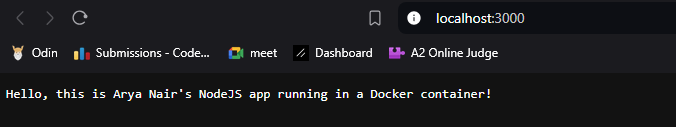 localhost:3000
Odin Submissions - Code... meet Dashboard A2 Online Judge
Hello, this is Arya Nair's NodeJS app running in a Docker container!